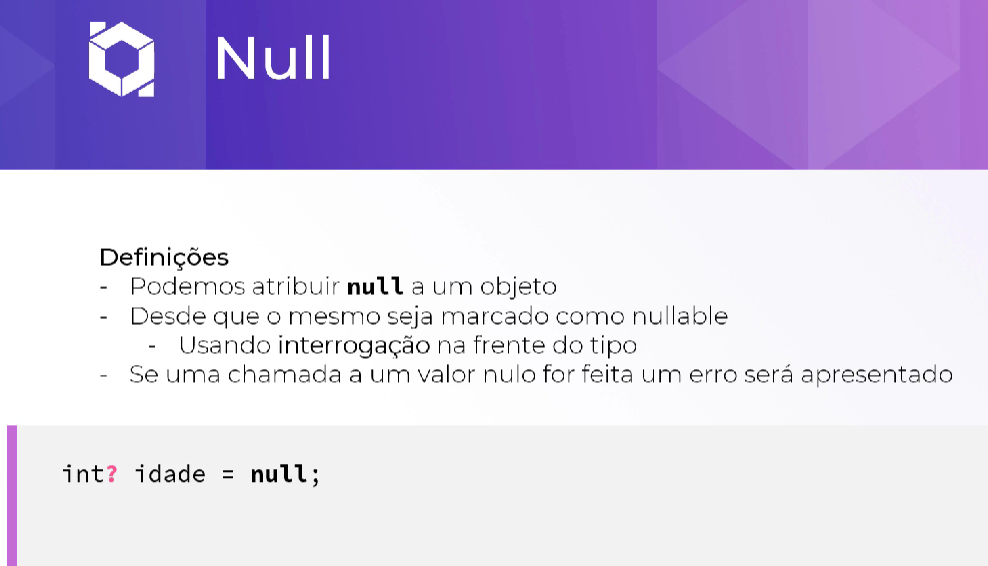 Null
Definições
- Podemos atribuir null a um objeto
- Desde que o mesmo seja marcado como nullable
- Usando interrogação na frente do tipo
- Se uma chamada a um valor nulo for feita um erro será apresentado
int? idade = null;